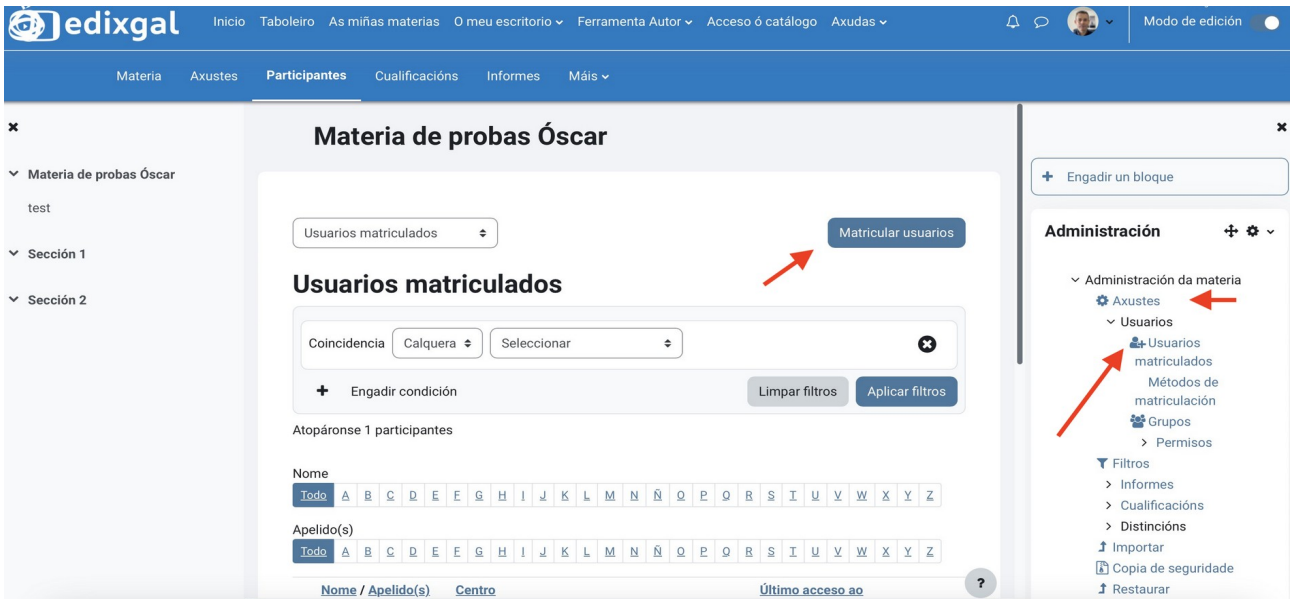 edixgal
Inicio Taboleiro As miñas materias O meu escritorio Ferramenta Autor Acceso ó catálogo Axudas Modo de edición
Materia Axustes Participantes Cualificacións Informes Máis
Materia de probas Óscar
test
Sección 1
Sección 2
Materia de probas Óscar
Usuarios matriculados
Matricular usuarios
Usuarios matriculados
Coincidencia Calquera Seleccionar
Engadir condición Limpar filtros Aplicar filtros
Atopáronse 1 participantes
Nome
Todo A B C D E F G H I J K L M N Ñ O P Q R S T U V W X Y Z
Apelido(s)
Todo A B C D E F G H I J K L M N Ñ O P Q R S T U V W X Y Z
Nome / Apelido(s) Centro Último acceso ao
?
Engadir un bloque
Administración
Administración da materia
Axustes
Usuarios
Usuarios
matriculados
Métodos de
matriculación
Grupos
Permisos
Filtros
Informes
Cualificacións
Distincións
Importar
Copia de seguridade
Restaurar